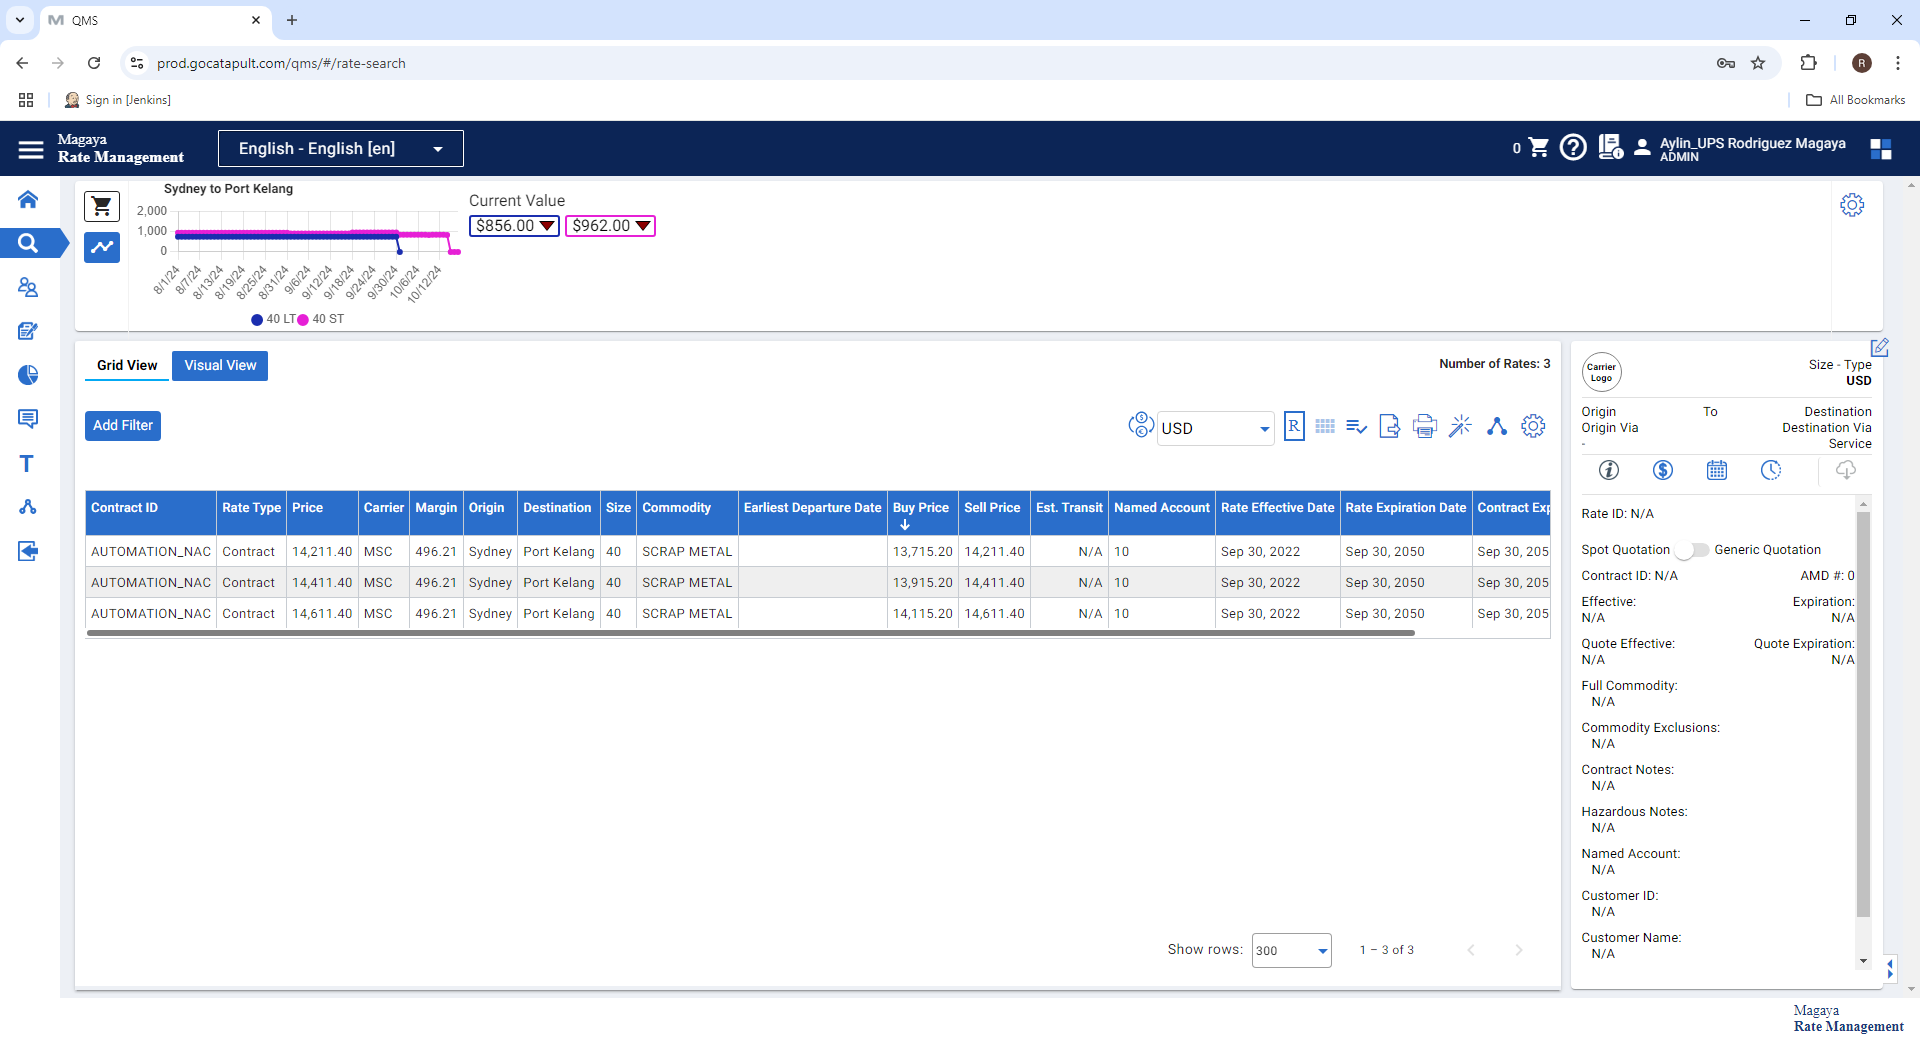 QMS
prod.gocatapult.com/qms/#/rate-search
R
Sign in [Jenkins]
All Bookmarks
Magaya
Rate Management
English - English [en]
0
Aylin_UPS Rodriguez Magaya
ADMIN
Sydney to Port Kelang
2,000
1,000
0
8/1/24 8/7/24 8/13/24 8/19/24 8/25/24 8/31/24 9/6/24 9/12/24 9/18/24 9/24/24 9/30/24 10/6/24 10/12/24
40 LT 40 ST
Current Value
$856.00 $962.00
Grid View Visual View
Number of Rates: 3
Add Filter
USD
R
Contract ID Rate Type Price Carrier Margin Origin Destination Size Commodity Earliest Departure Date Buy Price Sell Price Est. Transit Named Account Rate Effective Date Rate Expiration Date Contract Exp
AUTOMATION_NAC Contract 14,211.40 MSC 496.21 Sydney Port Kelang 40 SCRAP METAL 13,715.20 14,211.40 N/A 10 Sep 30, 2022 Sep 30, 2050 Sep 30, 205
AUTOMATION_NAC Contract 14,411.40 MSC 496.21 Sydney Port Kelang 40 SCRAP METAL 13,915.20 14,411.40 N/A 10 Sep 30, 2022 Sep 30, 2050 Sep 30, 205
AUTOMATION_NAC Contract 14,611.40 MSC 496.21 Sydney Port Kelang 40 SCRAP METAL 14,115.20 14,611.40 N/A 10 Sep 30, 2022 Sep 30, 2050 Sep 30, 205
Show rows: 300 1 – 3 of 3
Carrier
Logo
Size - Type
USD
Origin To Destination
Origin Via Destination Via
- Service
Rate ID: N/A
Spot Quotation Generic Quotation
Contract ID: N/A AMD #: 0
Effective: Expiration:
N/A N/A
Quote Effective: Quote Expiration:
N/A N/A
Full Commodity:
N/A
Commodity Exclusions:
N/A
Contract Notes:
N/A
Hazardous Notes:
N/A
Named Account:
N/A
Customer ID:
N/A
Customer Name:
N/A
Magaya
Rate Management